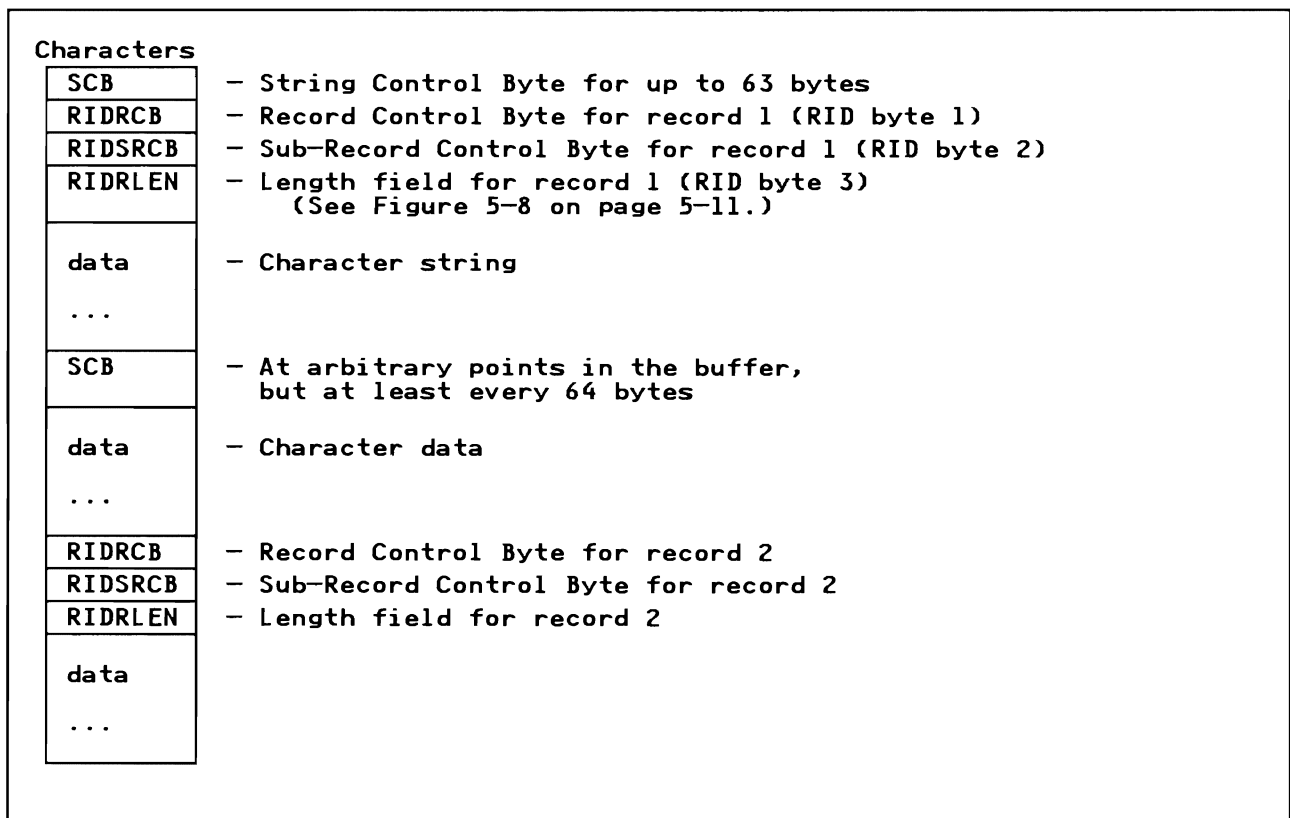 Characters
SCB — String Control Byte for up to 63 bytes
RIDRCB — Record Control Byte for record 1 (RID byte 1)
RIDSRCB — Sub—Record Control Byte for record 1 (RID byte 2)
RIDRLEN — Length field for record 1 (RID byte 3)
(See Figure 5—8 on page 5—11.)
data — Character string
...
SCB — At arbitrary points in the buffer,
but at least every 64 bytes
data — Character data
...
RIDRCB — Record Control Byte for record 2
RIDSRCB — Sub—Record Control Byte for record 2
RIDRLEN — Length field for record 2
data
...